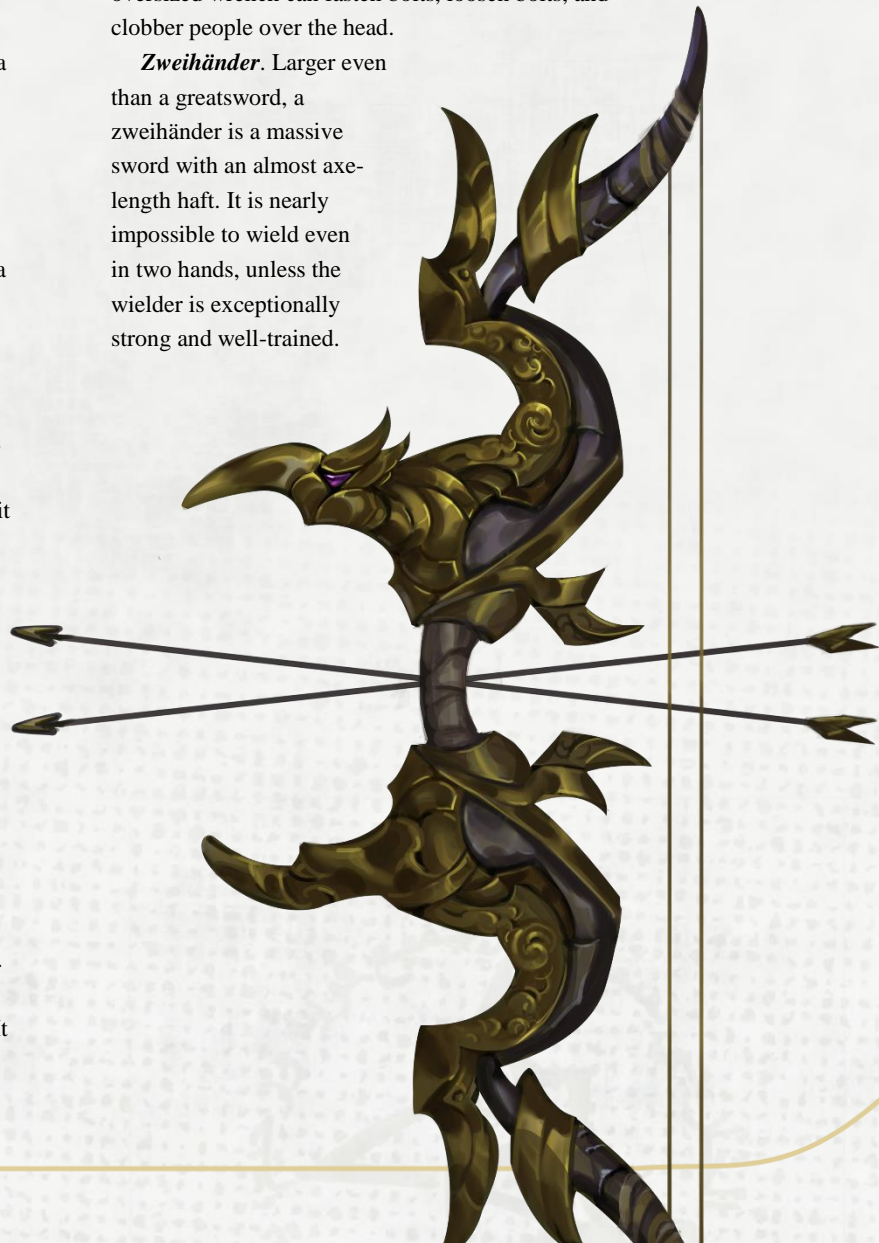 clobber people over the head.
Zweihänder. Larger even
than a greatsword, a
zweihänder is a massive
sword with an almost axe-
length haft. It is nearly
impossible to wield even
in two hands, unless the
wielder is exceptionally
strong and well-trained.
a
a
it